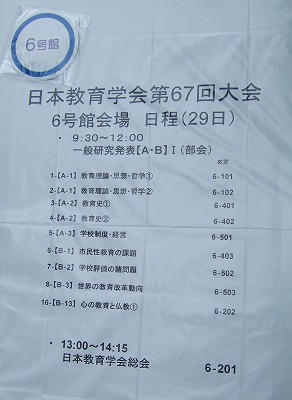 6号館
日本教育学会第67回大会
6号館会場 日程(29日)
・ 9:30~12:00
一般研究発表【A・B】Ⅰ(部会)
教室
1-【A-1】教育理論・思想・哲学① 6-101
2-【A-1】教育理論・思想・哲学② 6-102
3-【A-2】教育史① 6-401
4-【A-2】教育史② 6-402
5-【A-3】学校制度・経営 6-501
6-【B-1】市民性教育の課題 6-403
7-【B-2】学校評価の諸問題 6-502
8-【B-3】世界の教育改革動向 6-503
16-【B-13】心の教育と仏教① 6-202
・ 13:00~14:15
日本教育学会総会 6-201